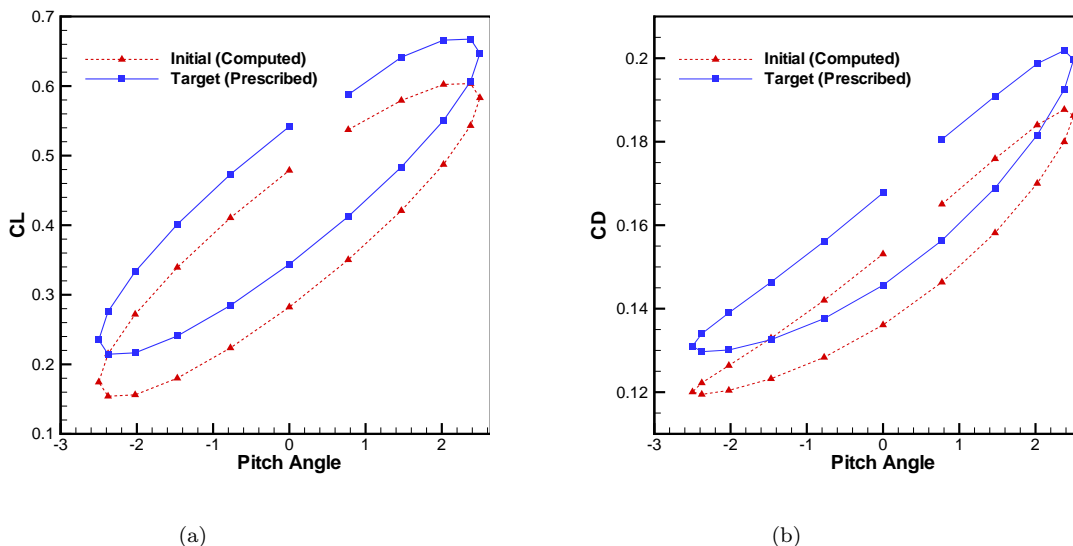 0.7
0.6
0.5
0.4
0.3
0.2
0.1
CL
-3
-2
-1
0
1
2
Pitch Angle
Initial (Computed)
Target (Prescribed)
(a)
0.2
0.18
0.16
0.14
0.12
CD
-3
-2
-1
0
1
2
Pitch Angle
Initial (Computed)
Target (Prescribed)
(b)